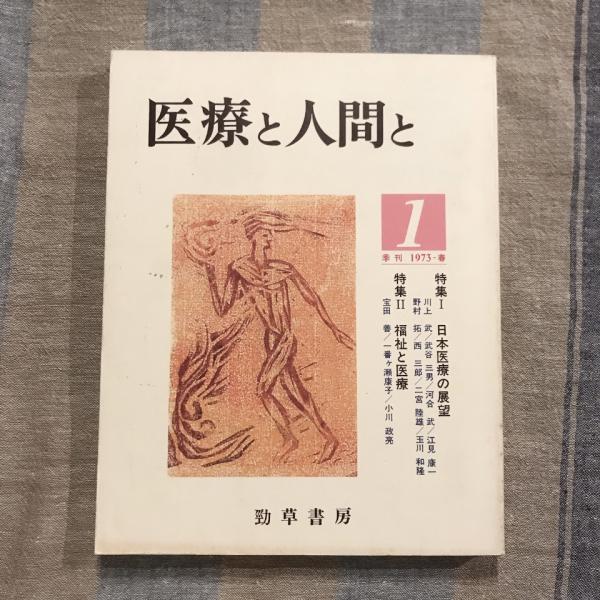 医療と人間と
1
季刊 1973-春
特集I 日本医療の展望
川上 武/武谷 三男/河合 武/江見 康一
野村 拓/西 三郎/二宮 陸雄/玉川 和隆
特集II 福祉と医療
宝田 善/一番ヶ瀬康子/小川 政亮
勁草書房